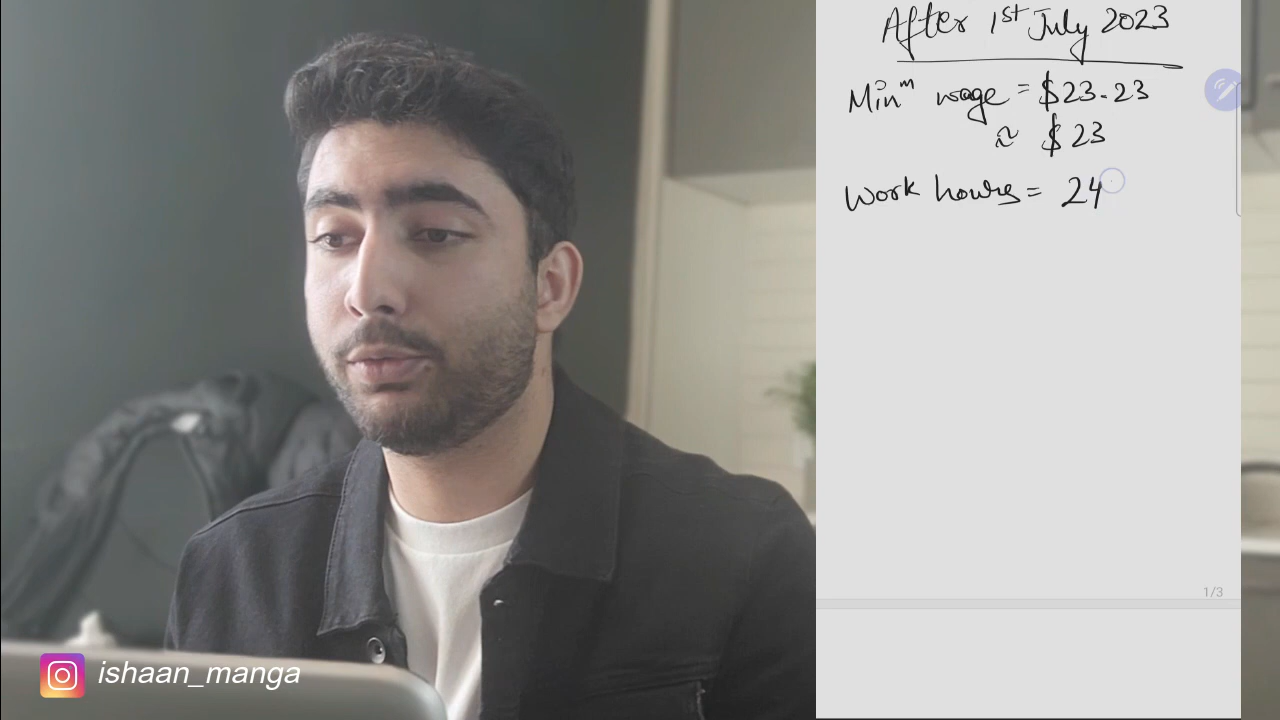 After 1st July 2023
Minm wage = $23.23
≈ $23
Work hours = 24
1/3
ishaan_manga